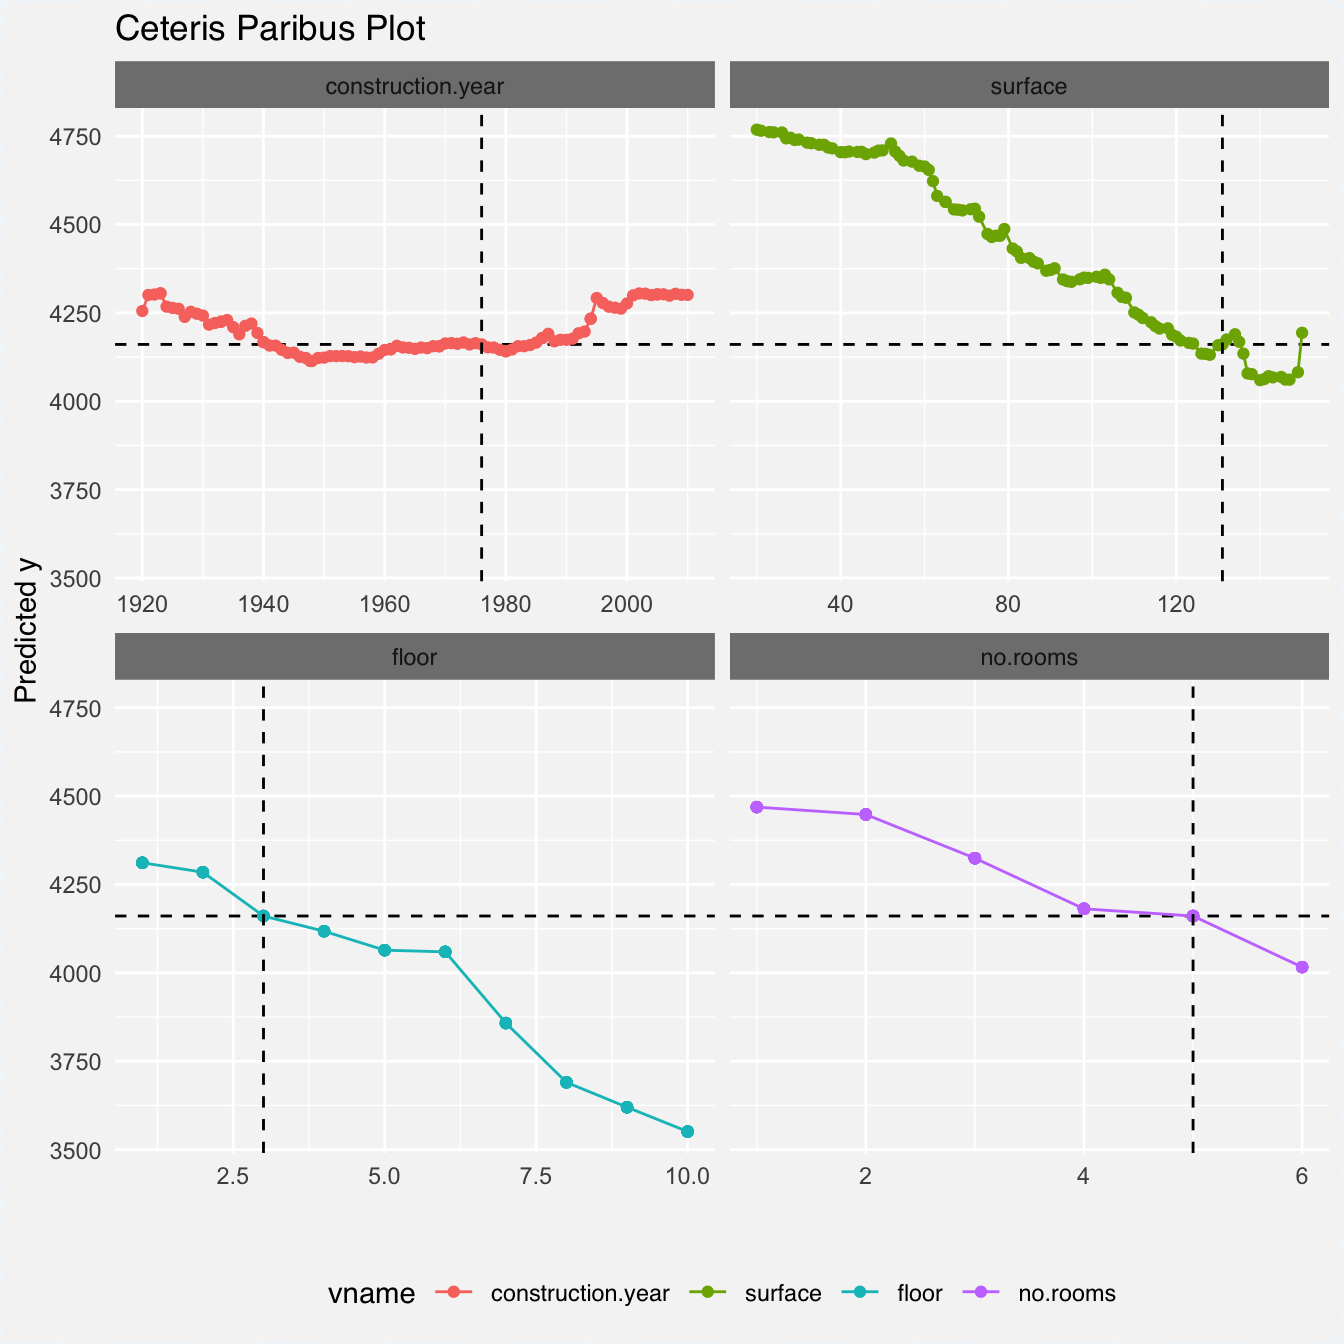 Ceteris Paribus Plot
construction.year
surface
4750
4500
4250
4000
3750
3500
1920 1940 1960 1980 2000
40 80 120
Predicted y
floor
no.rooms
4750
4500
4250
4000
3750
3500
2.5 5.0 7.5 10.0
2 4 6
vname construction.year surface floor no.rooms